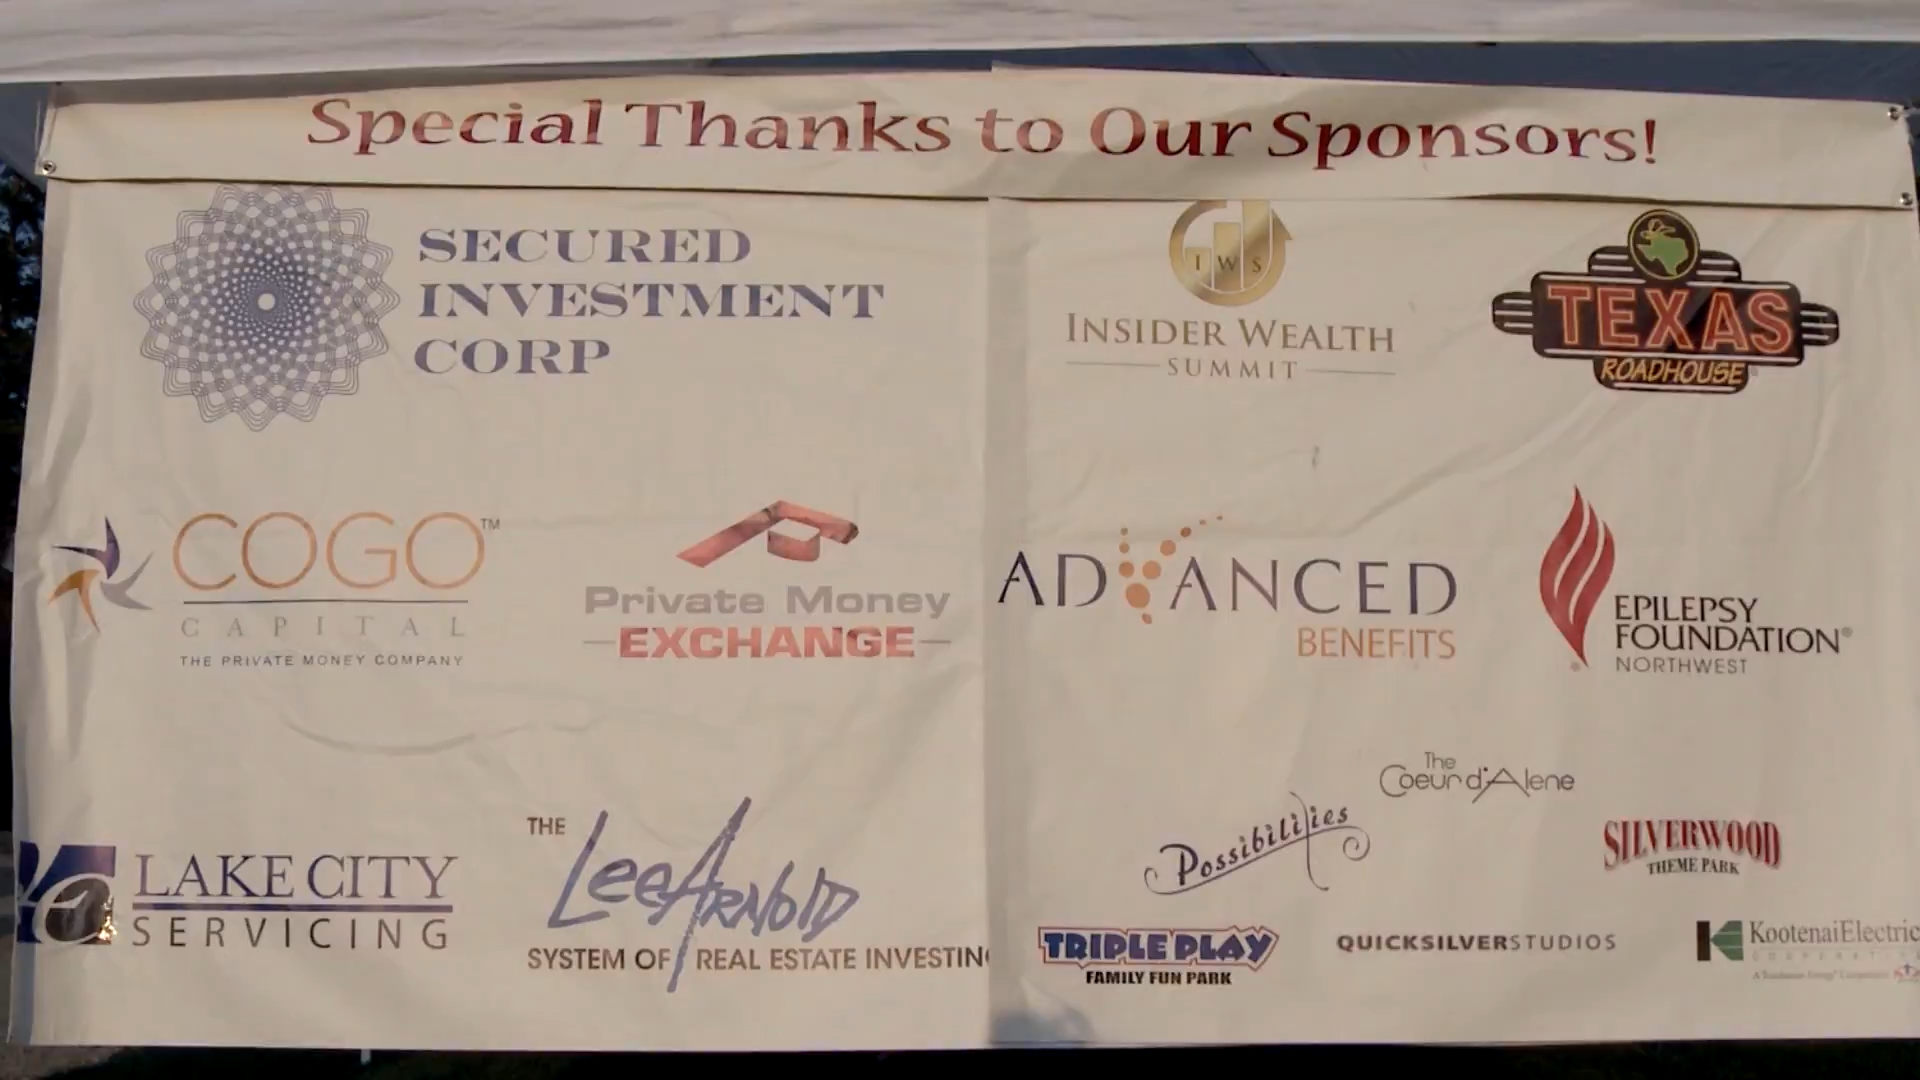 Special Thanks to Our Sponsors!
SECURED
INVESTMENT
CORP
IWS
INSIDER WEALTH
SUMMIT
TEXAS
ROADHOUSE
COGO™
CAPITAL
THE PRIVATE MONEY COMPANY
Private Money
EXCHANGE
ADVANCED
BENEFITS
EPILEPSY
FOUNDATION®
NORTHWEST
LAKE CITY
SERVICING
THE
LeeArnold
SYSTEM OF REAL ESTATE INVESTIN
The
Coeur d'Alene
Possibilities
SILVERWOOD
THEME PARK
TRIPLE PLAY
FAMILY FUN PARK
QUICKSILVERSTUDIOS
KootenaiElectric